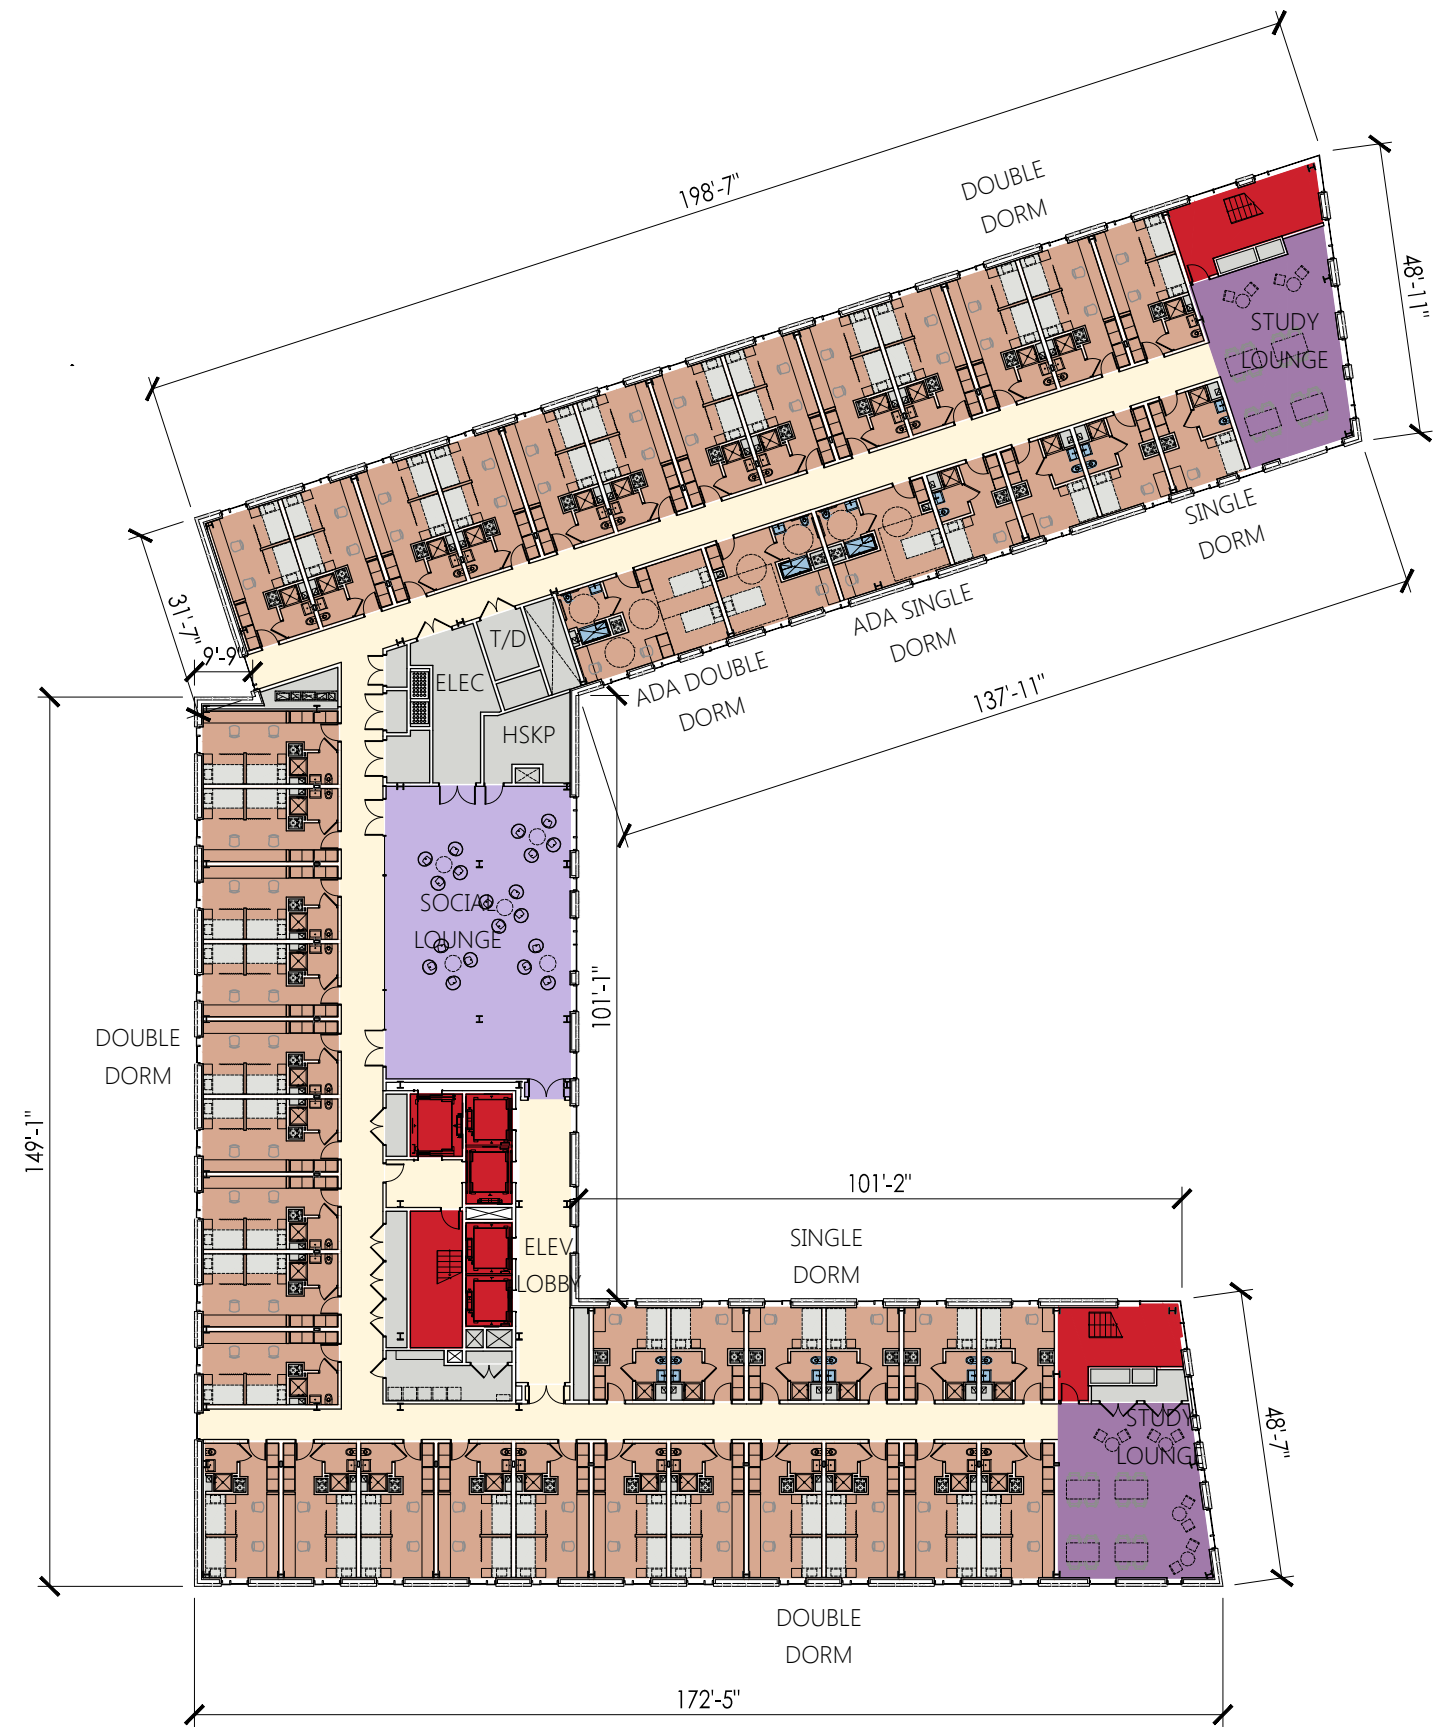 198'-7"
DOUBLE
DORM
48'-11"
STUDY
LOUNGE
SINGLE
DORM
31'-7"
9'-9"
T/D
ELEC
HSKP
ADA SINGLE
DORM
ADA DOUBLE
DORM
137'-11"
SOCIAL
LOUNGE
101'-1"
DOUBLE
DORM
149'-1"
101'-2"
SINGLE
DORM
ELEV
LOBBY
STUDY
LOUNG
48'-7"
DOUBLE
DORM
172'-5"